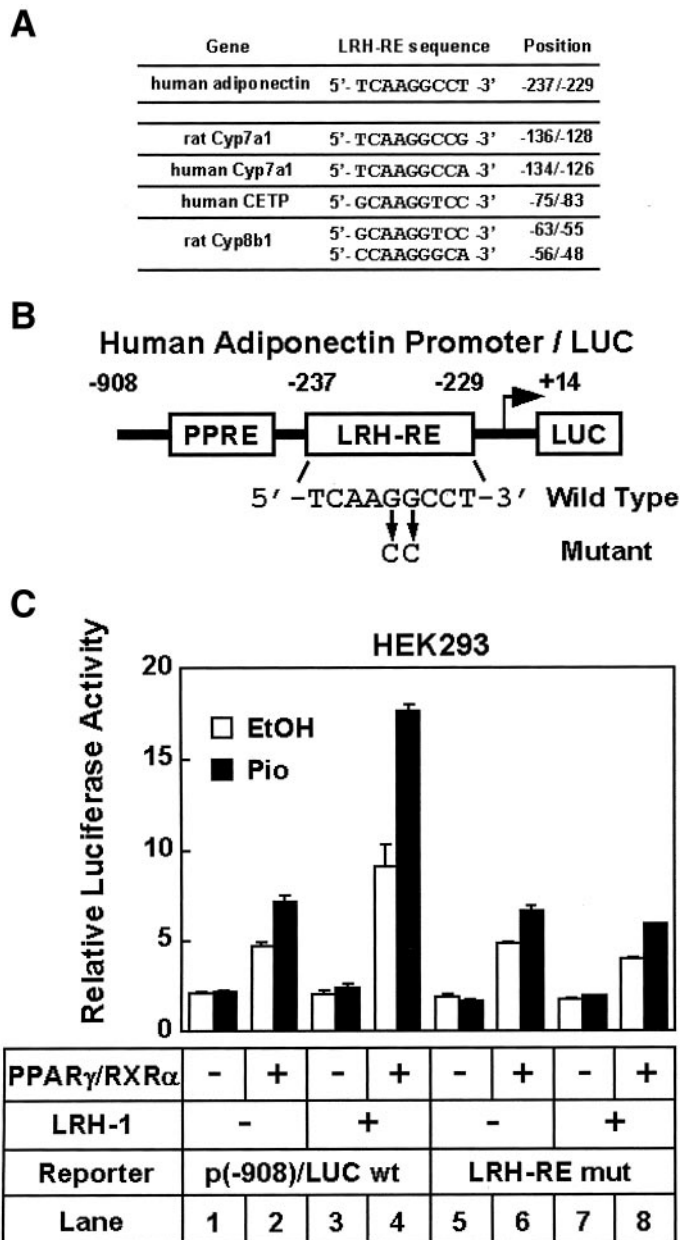 A
Gene LRH-RE sequence Position
human adiponectin 5'- TCAAGGCCT -3' -237/-229
rat Cyp7a1 5'- TCAAGGCCG -3' -136/-128
human Cyp7a1 5'- TCAAGGCCA -3' -134/-126
human CETP 5'- GCAAGGTCC -3' -75/-83
rat Cyp8b1 5'- GCAAGGTCC -3' -63/-55
5'- CCAAGGGCA -3' -56/-48
B
Human Adiponectin Promoter / LUC
-908 -237 -229 +14
PPRE LRH-RE LUC
5'-TCAAGGCCT-3' Wild Type
CC Mutant
C
HEK293
Relative Luciferase Activity
20
15
10
5
0
EtOH
Pio
PPARγ/RXRα - + - + - + - +
LRH-1 - + - +
Reporter p(-908)/LUC wt LRH-RE mut
Lane 1 2 3 4 5 6 7 8